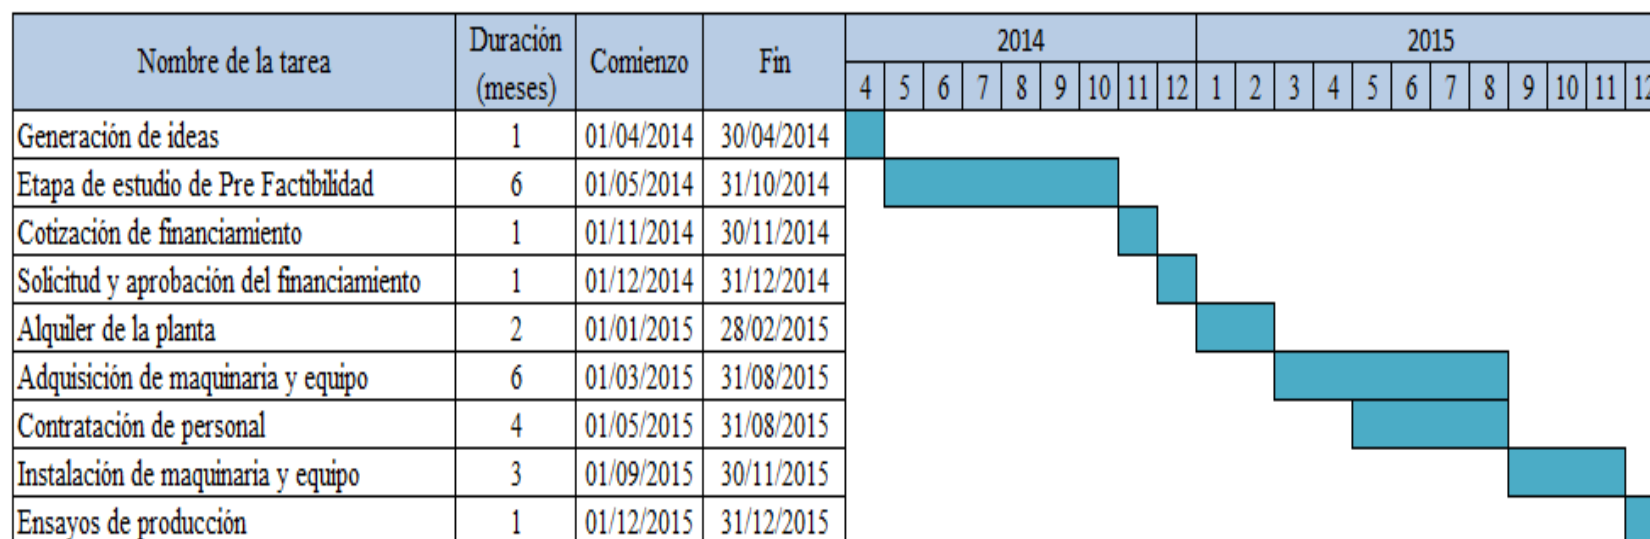 Nombre de la tarea Duración (meses) Comienzo Fin 2014 2015
4 5 6 7 8 9 10 11 12 1 2 3 4 5 6 7 8 9 10 11 12
Generación de ideas 1 01/04/2014 30/04/2014
Etapa de estudio de Pre Factibilidad 6 01/05/2014 31/10/2014
Cotización de financiamiento 1 01/11/2014 30/11/2014
Solicitud y aprobación del financiamiento 1 01/12/2014 31/12/2014
Alquiler de la planta 2 01/01/2015 28/02/2015
Adquisición de maquinaria y equipo 6 01/03/2015 31/08/2015
Contratación de personal 4 01/05/2015 31/08/2015
Instalación de maquinaria y equipo 3 01/09/2015 30/11/2015
Ensayos de producción 1 01/12/2015 31/12/2015